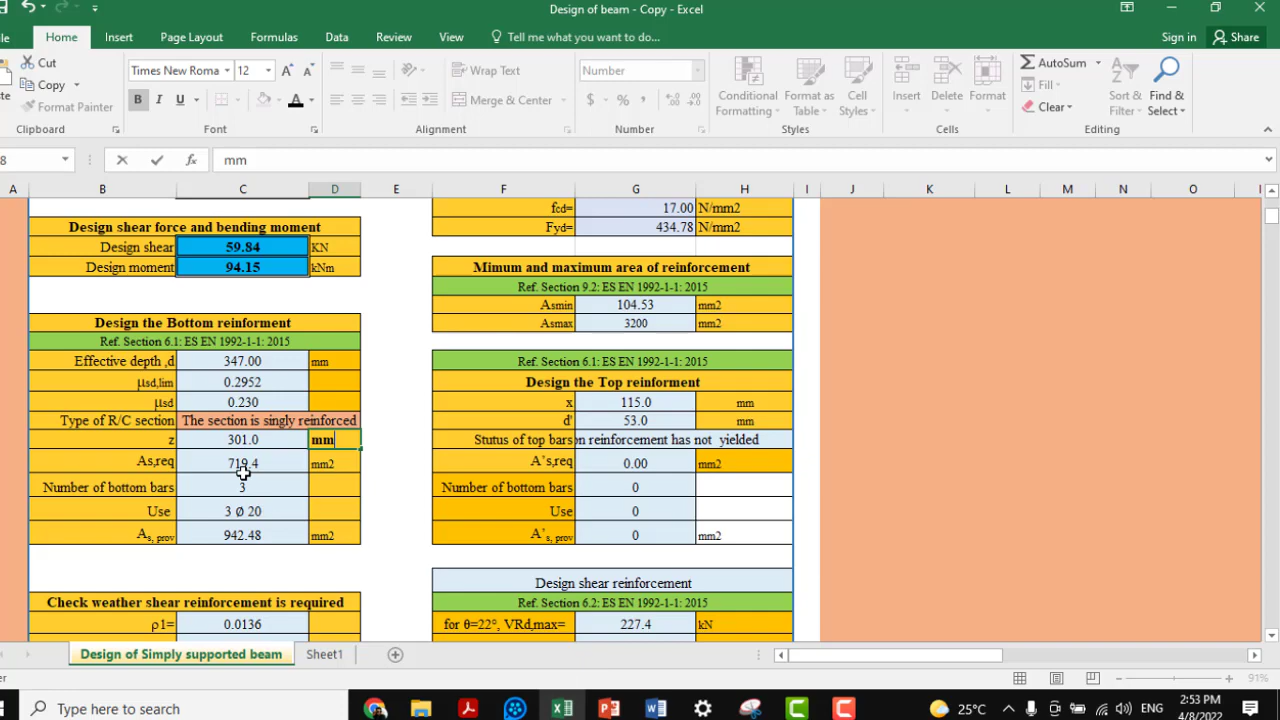 Design of beam - Copy - Excel
Home Insert Page Layout Formulas Data Review View Tell me what you want to do... Sign in Share
Cut
Copy
Format Painter
Times New Roma 12
B I U A
Wrap Text
Merge & Center
Number
$ %
Conditional Formatting
Format as Table
Cell Styles
Insert Delete Format
AutoSum
Fill
Clear
Sort & Filter
Find & Select
Clipboard Font Alignment Number Styles Cells Editing
8 fx mm
A B C D E F G H I J K L M N O
Design shear force and bending moment
Design shear 59.84 KN
Design moment 94.15 kNm
Design the Bottom reinforment
Ref. Section 6.1: ES EN 1992-1-1: 2015
Effective depth ,d 347.00 mm
μsd,lim 0.2952
μsd 0.230
Type of R/C section The section is singly reinforced
z 301.0 mm
As,req 719.4 mm2
Number of bottom bars 3
Use 3 Ø 20
As, prov 942.48 mm2
Check weather shear reinforcement is required
ρ1= 0.0136
fcd= 17.00 N/mm2
Fyd= 434.78 N/mm2
Mimum and maximum area of reinforcement
Ref. Section 9.2: ES EN 1992-1-1: 2015
Asmin 104.53 mm2
Asmax 3200 mm2
Ref. Section 6.1: ES EN 1992-1-1: 2015
Design the Top reinforment
x 115.0 mm
d' 53.0 mm
Stutus of top bars on reinforcement has not yielded
A's,req 0.00 mm2
Number of bottom bars 0
Use 0
A's, prov 0 mm2
Design shear reinforcement
Ref. Section 6.2: ES EN 1992-1-1: 2015
for θ=22°, VRd,max= 227.4 kN
Design of Simply supported beam Sheet1
91%
Type here to search
25°C
2:53 PM
4/8/2022